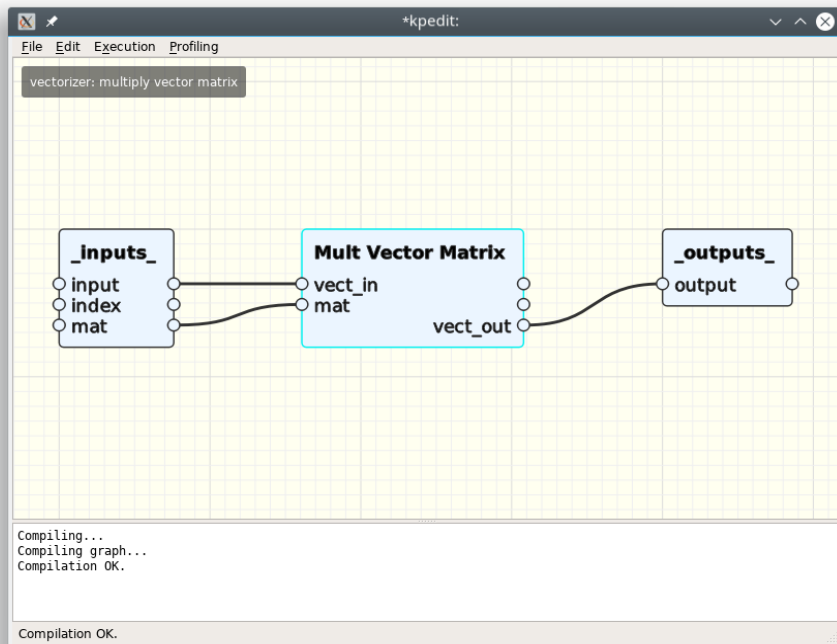 *kpedit:
File Edit Execution Profiling
vectorizer: multiply vector matrix
_inputs_
input
index
mat
Mult Vector Matrix
vect_in
mat
vect_out
_outputs_
output
Compiling...
Compiling graph...
Compilation OK.
Compilation OK.